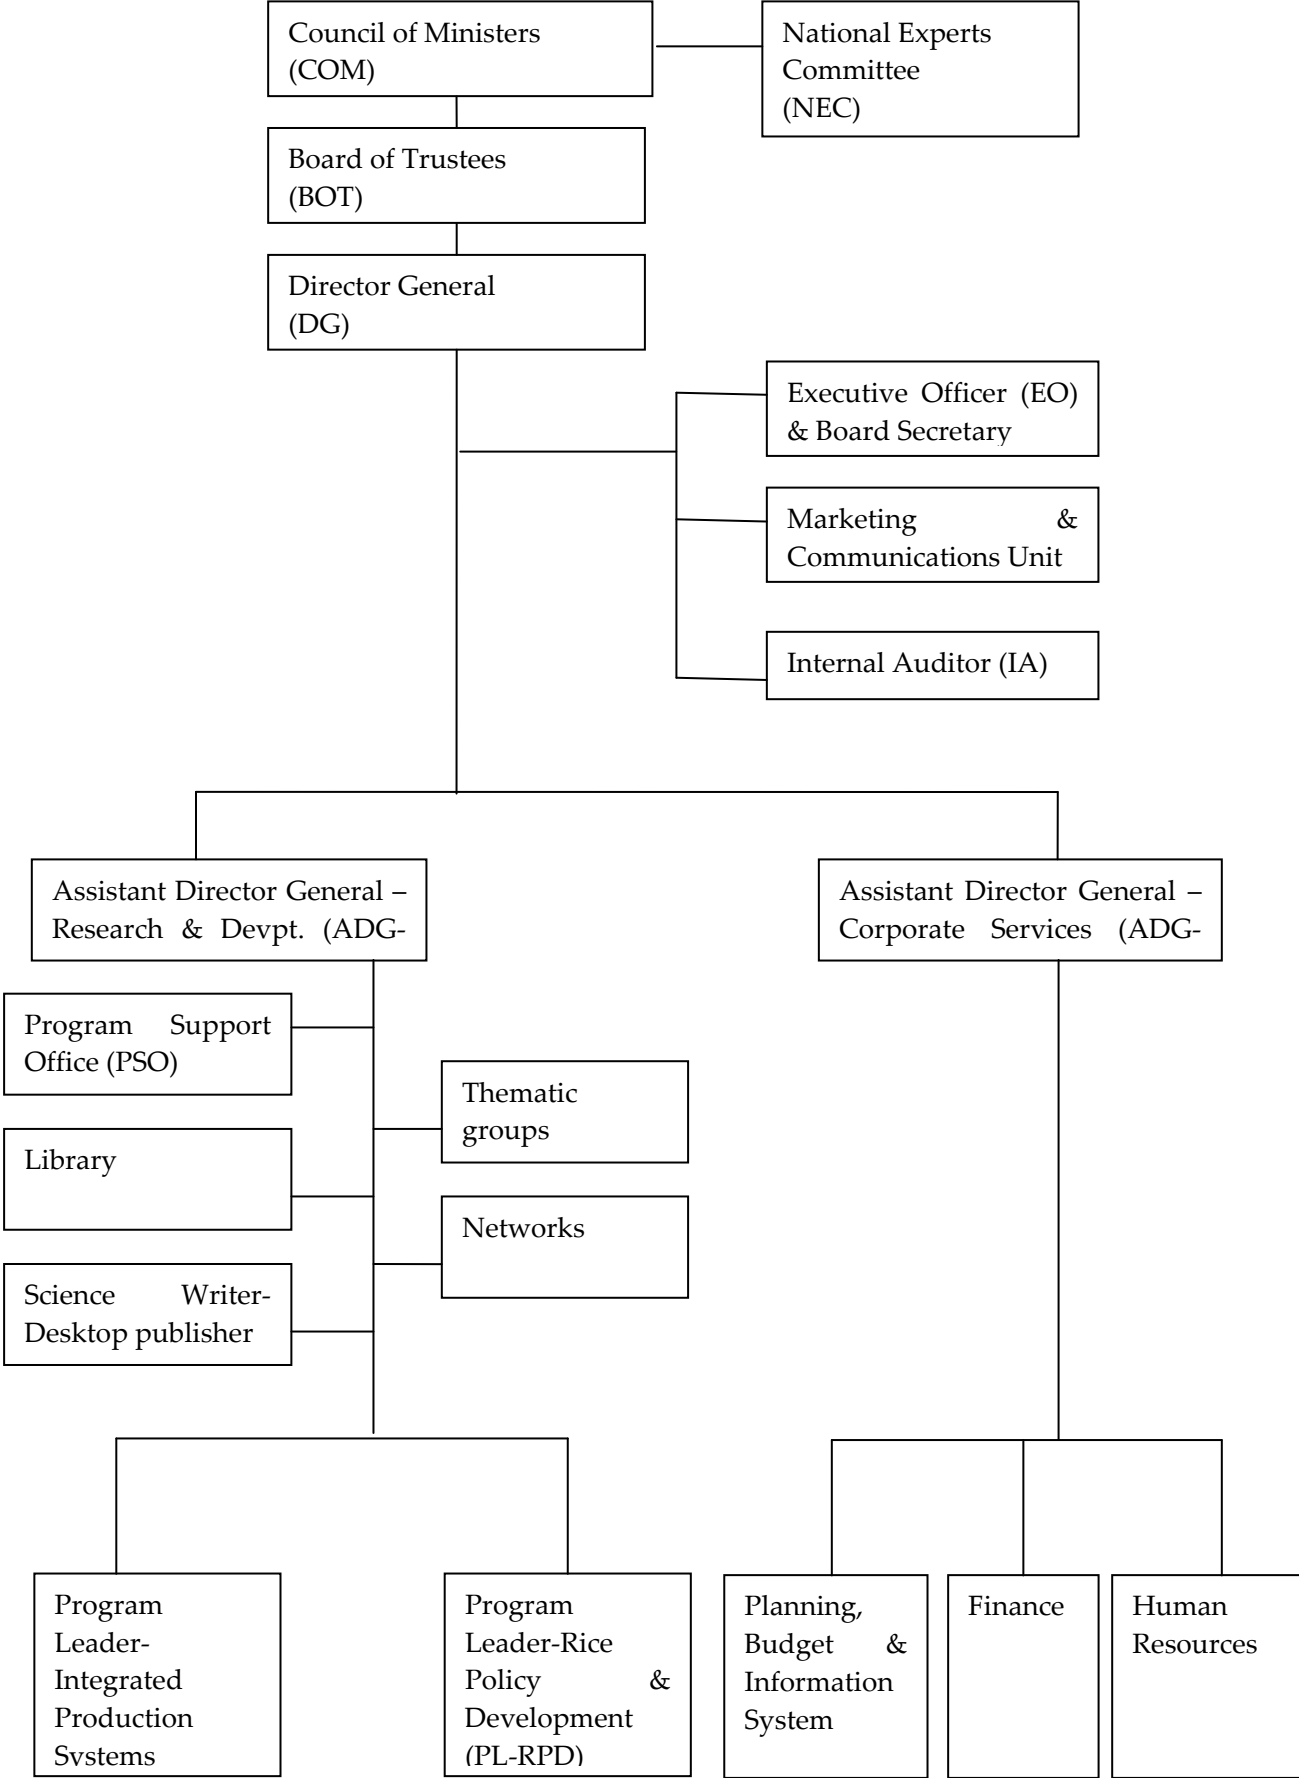 Council of Ministers
(COM)
National Experts
Committee
(NEC)
Board of Trustees
(BOT)
Director General
(DG)
Executive Officer (EO)
& Board Secretary
Marketing &
Communications Unit
Internal Auditor (IA)
Assistant Director General –
Research & Devpt. (ADG-
Assistant Director General –
Corporate Services (ADG-
Program Support
Office (PSO)
Thematic
groups
Library
Networks
Science Writer-
Desktop publisher
Program
Leader-
Integrated
Production
Systems
Program
Leader-Rice
Policy &
Development
(PL-RPD)
Planning,
Budget &
Information
System
Finance
Human
Resources